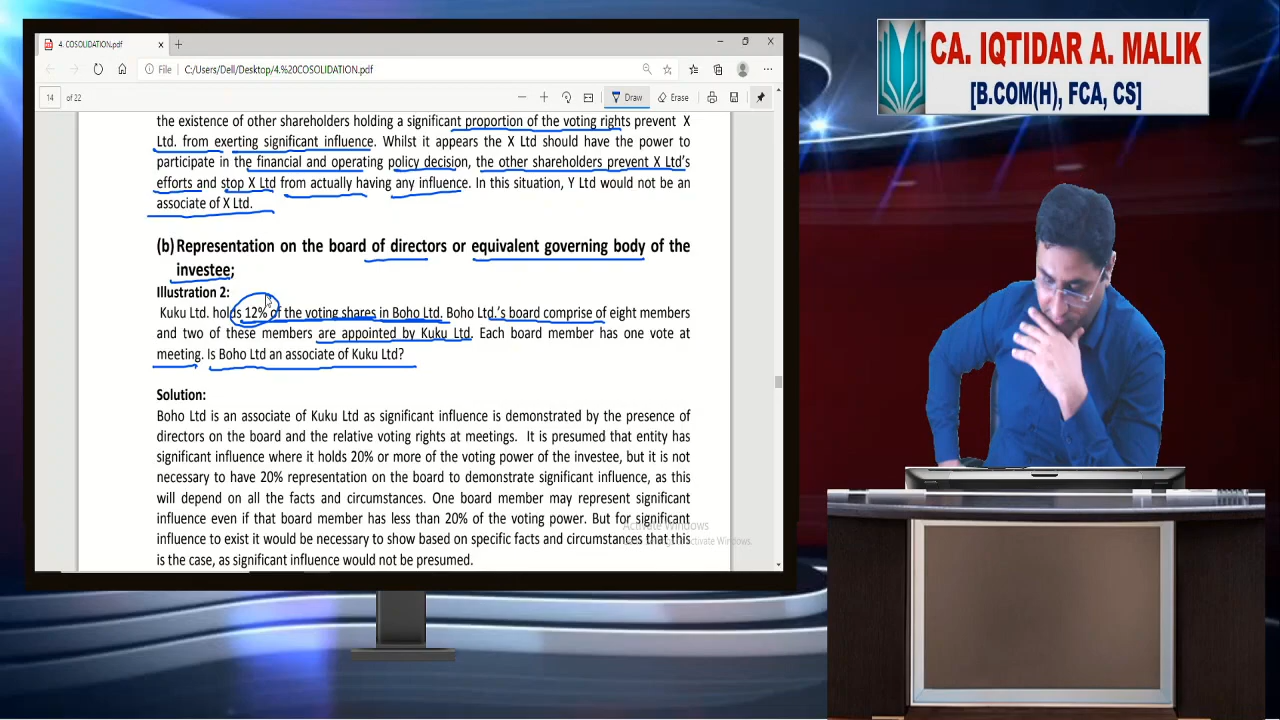 4. COSOLIDATION.pdf
File
C:/Users/Dell/Desktop/4.%20COSOLIDATION.pdf
14 of 22
Draw
Erase
CA. IQTIDAR A. MALIK
[B.COM(H), FCA, CS]
the existence of other shareholders holding a significant proportion of the voting rights prevent X
Ltd. from exerting significant influence. Whilst it appears the X Ltd should have the power to
participate in the financial and operating policy decision, the other shareholders prevent X Ltd's
efforts and stop X Ltd from actually having any influence. In this situation, Y Ltd would not be an
associate of X Ltd.
(b) Representation on the board of directors or equivalent governing body of the
investee;
Illustration 2:
Kuku Ltd. holds 12% of the voting shares in Boho Ltd. Boho Ltd.'s board comprise of eight members
and two of these members are appointed by Kuku Ltd. Each board member has one vote at
meeting. Is Boho Ltd an associate of Kuku Ltd?
Solution:
Boho Ltd is an associate of Kuku Ltd as significant influence is demonstrated by the presence of
directors on the board and the relative voting rights at meetings. It is presumed that entity has
significant influence where it holds 20% or more of the voting power of the investee, but it is not
necessary to have 20% representation on the board to demonstrate significant influence, as this
will depend on all the facts and circumstances. One board member may represent significant
influence even if that board member has less than 20% of the voting power. But for significant
Activate Windows
influence to exist it would be necessary to show based on specific facts and circumstances that this
is the case, as significant influence would not be presumed.